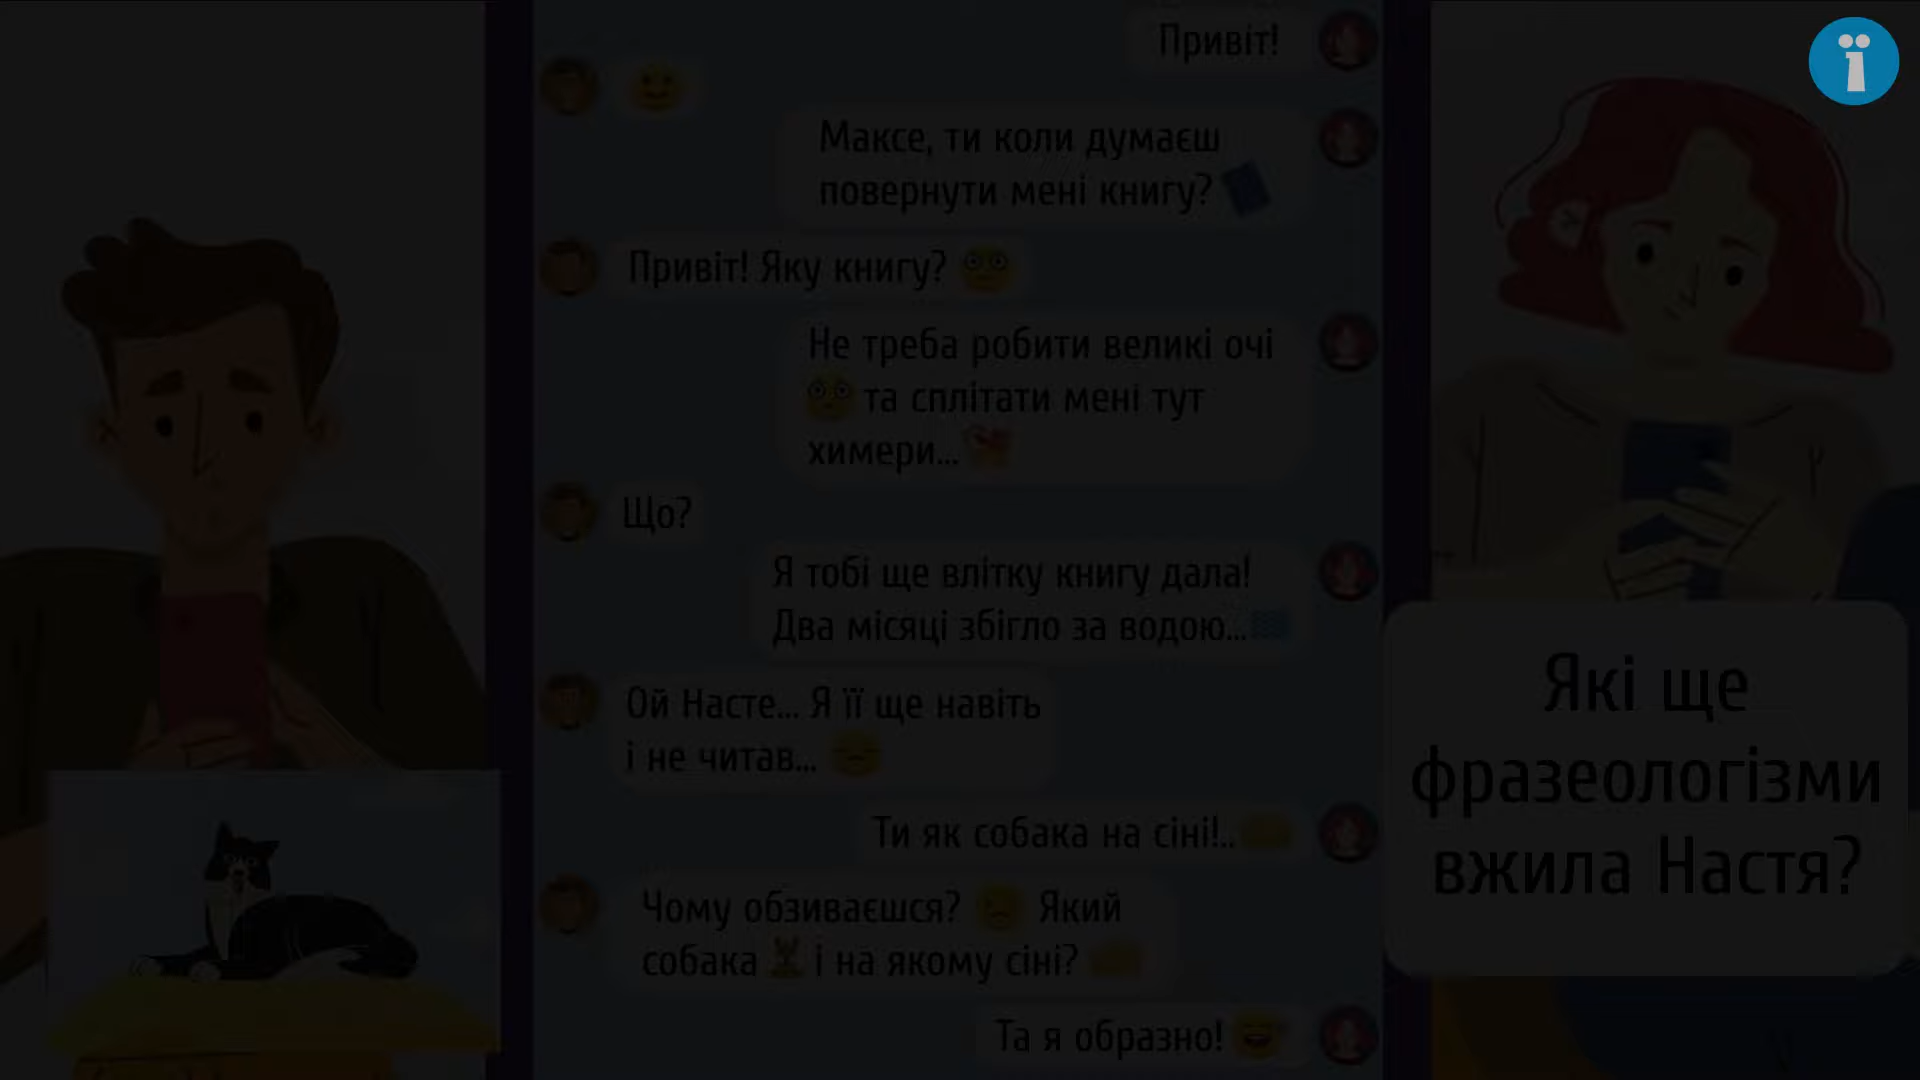 Привіт!
Максе, ти коли думаєш
повернути мені книгу?
Привіт! Яку книгу?
Не треба робити великі очі
та сплітати мені тут
химери...
Що?
Я тобі ще влітку книгу дала!
Два місяці збігло за водою...
Ой Насте... Я її ще навіть
і не читав...
Ти як собака на сіні!..
Чому обзиваєшся? Який
собака і на якому сіні?
Та я образно!
Які ще
фразеологізми
вжила Настя?
ї